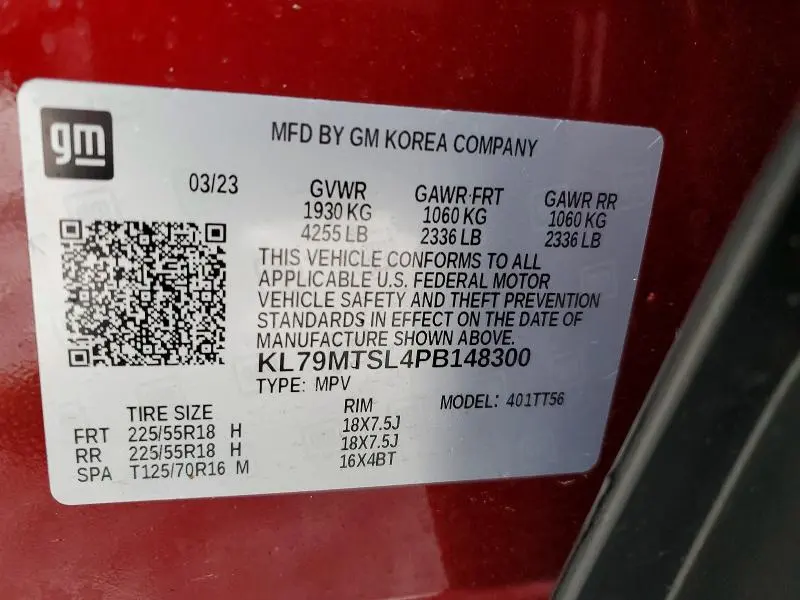 gm
MFD BY GM KOREA COMPANY
03/23
GVWR GAWR FRT GAWR RR
1930 KG 1060 KG 1060 KG
4255 LB 2336 LB 2336 LB
THIS VEHICLE CONFORMS TO ALL
APPLICABLE U.S. FEDERAL MOTOR
VEHICLE SAFETY AND THEFT PREVENTION
STANDARDS IN EFFECT ON THE DATE OF
MANUFACTURE SHOWN ABOVE.
KL79MTSL4PB148300
TYPE: MPV MODEL: 401TT56
TIRE SIZE RIM
FRT 225/55R18 H 18X7.5J
RR 225/55R18 H 18X7.5J
SPA T125/70R16 M 16X4BT